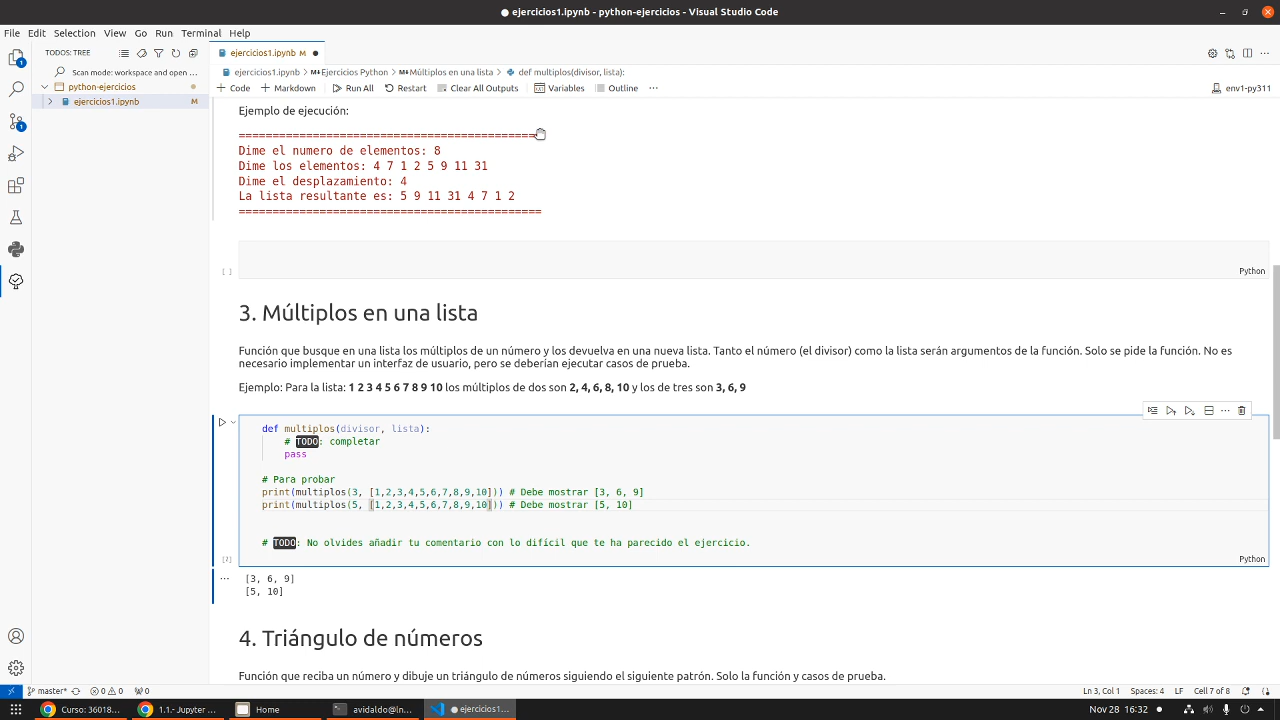 ejercicios1.ipynb - python-ejercicios - Visual Studio Code
File Edit Selection View Go Run Terminal Help
TODOS: TREE
ejercicios1.ipynb M
Scan mode: workspace and open ...
ejercicios1.ipynb > M↓Ejercicios Python > M↓Múltiplos en una lista > def multiplos(divisor, lista):
python-ejercicios
+ Code + Markdown Run All Restart Clear All Outputs Variables Outline ... env1-py311
ejercicios1.ipynb M
Ejemplo de ejecución:
=============================================
Dime el numero de elementos: 8
Dime los elementos: 4 7 1 2 5 9 11 31
Dime el desplazamiento: 4
La lista resultante es: 5 9 11 31 4 7 1 2
=============================================
[ ] Python
3. Múltiplos en una lista
Función que busque en una lista los múltiplos de un número y los devuelva en una nueva lista. Tanto el número (el divisor) como la lista serán argumentos de la función. Solo se pide la función. No es
necesario implementar un interfaz de usuario, pero se deberían ejecutar casos de prueba.
Ejemplo: Para la lista: 1 2 3 4 5 6 7 8 9 10 los múltiplos de dos son 2, 4, 6, 8, 10 y los de tres son 3, 6, 9
def multiplos(divisor, lista):
# TODO: completar
pass
# Para probar
print(multiplos(3, [1,2,3,4,5,6,7,8,9,10])) # Debe mostrar [3, 6, 9]
print(multiplos(5, [1,2,3,4,5,6,7,8,9,10])) # Debe mostrar [5, 10]
# TODO: No olvides añadir tu comentario con lo difícil que te ha parecido el ejercicio.
Python
[3, 6, 9]
[5, 10]
4. Triángulo de números
Función que reciba un número y dibuje un triángulo de números siguiendo el siguiente patrón. Solo la función y casos de prueba.
master* 0 0 0 Ln 3, Col 1 Spaces: 4 LF Cell 7 of 8
Curso: 36018... 1.1.- Jupyter ... Home avidaldo@ln... ejercicios1... Nov 28 16:32